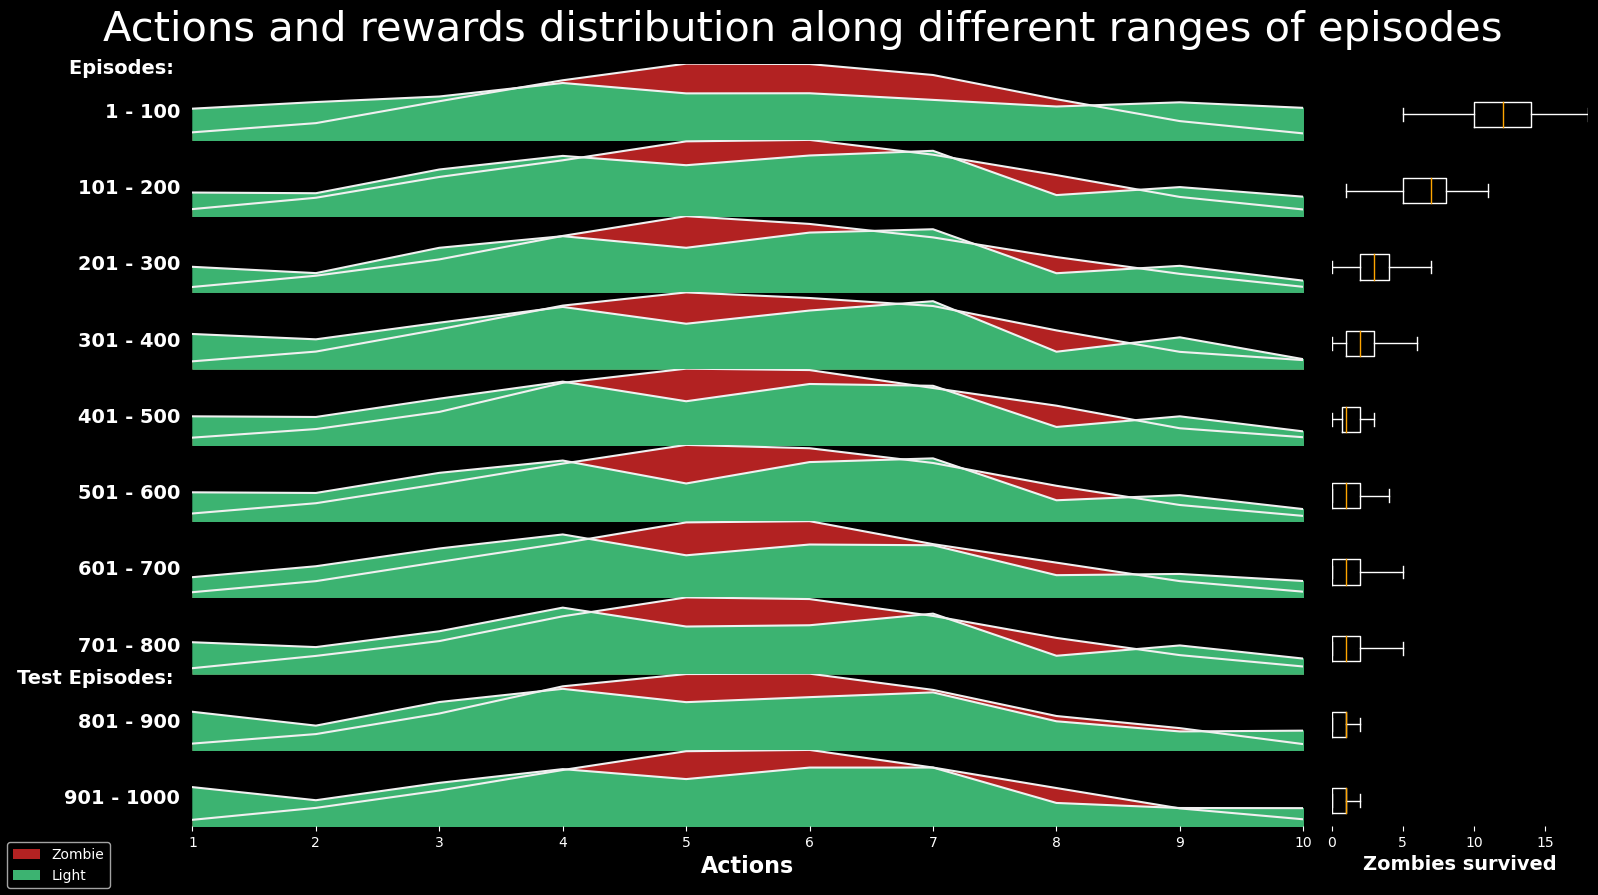 Actions and rewards distribution along different ranges of episodes
Episodes:
1 - 100
101 - 200
201 - 300
301 - 400
401 - 500
501 - 600
601 - 700
701 - 800
Test Episodes:
801 - 900
901 - 1000
1 2 3 4 5 6 7 8 9 10
0 5 10 15
Actions
Zombies survived
Zombie
Light